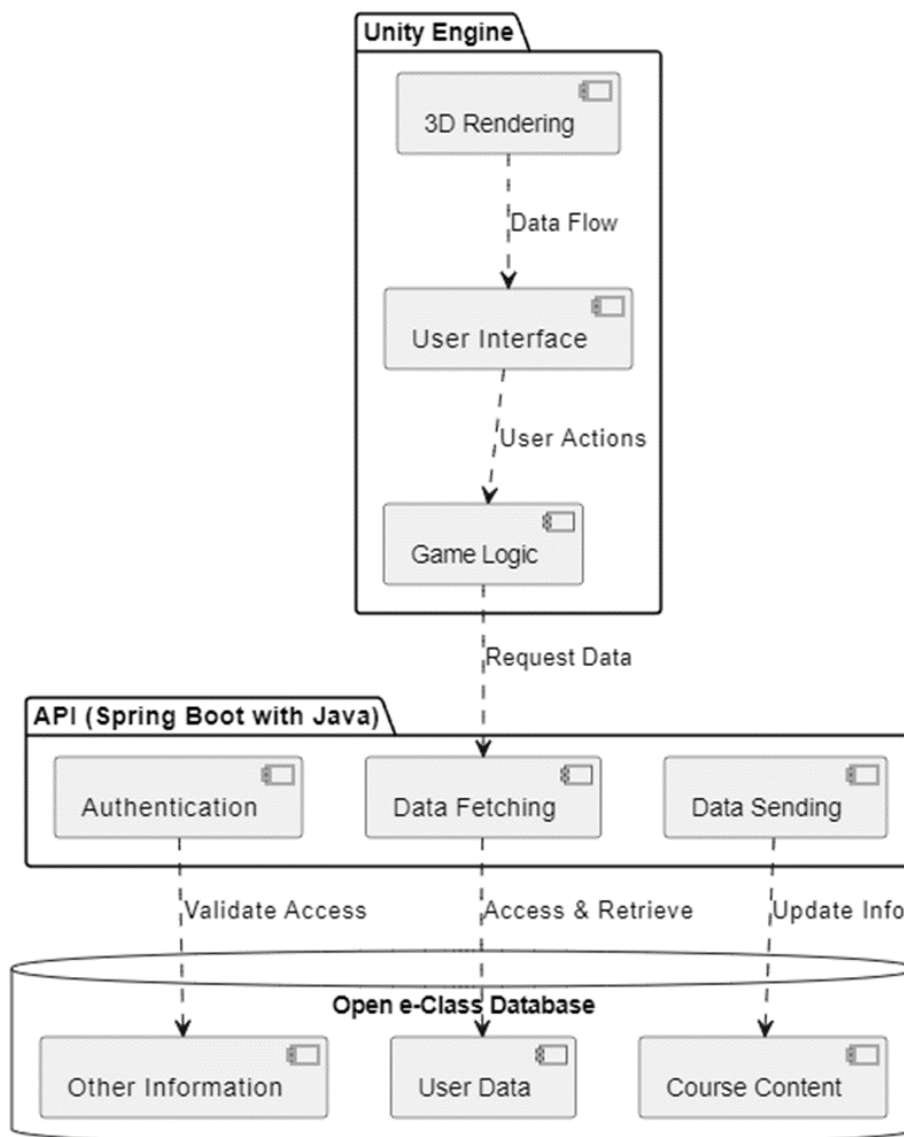 Unity Engine
3D Rendering
Data Flow
User Interface
User Actions
Game Logic
Request Data
API (Spring Boot with Java)
Authentication
Data Fetching
Data Sending
Validate Access
Access & Retrieve
Update Info
Open e-Class Database
Other Information
User Data
Course Content